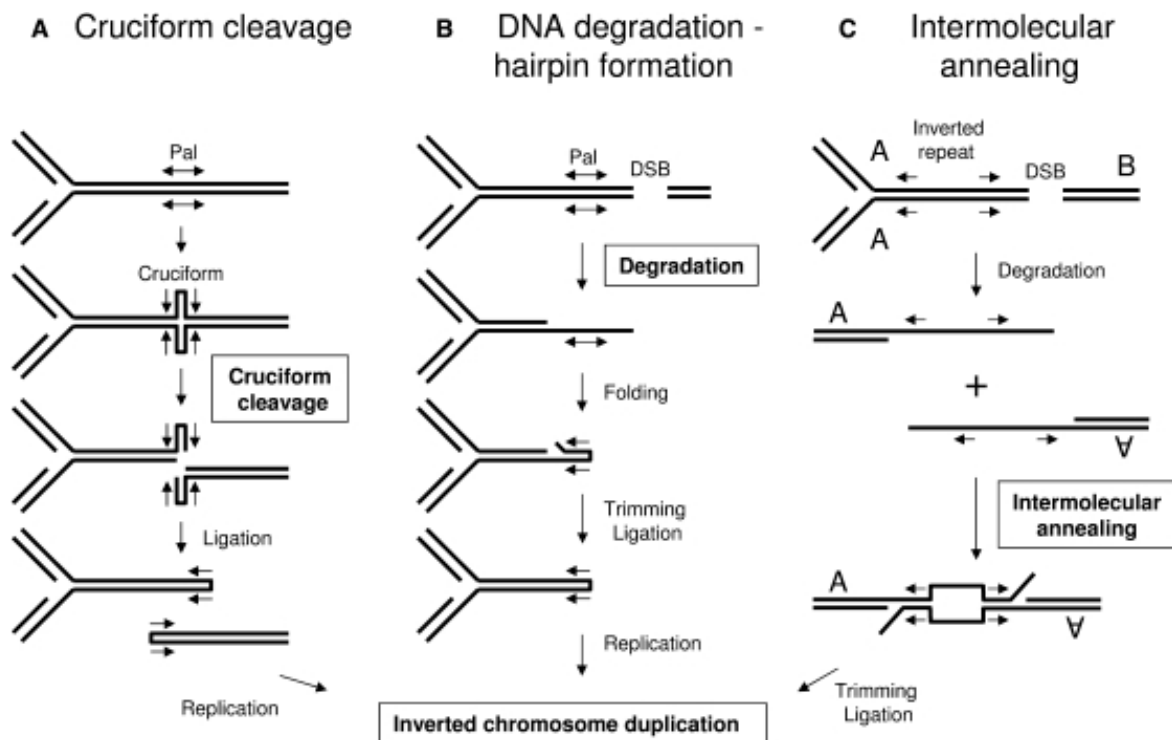 A Cruciform cleavage
Pal
Cruciform
Cruciform
cleavage
Ligation
Replication
B DNA degradation -
hairpin formation
Pal
DSB
Degradation
Folding
Trimming
Ligation
Replication
C Intermolecular
annealing
A
Inverted
repeat
DSB
B
A
Degradation
A
+
A
Intermolecular
annealing
A
A
Trimming
Ligation
Inverted chromosome duplication